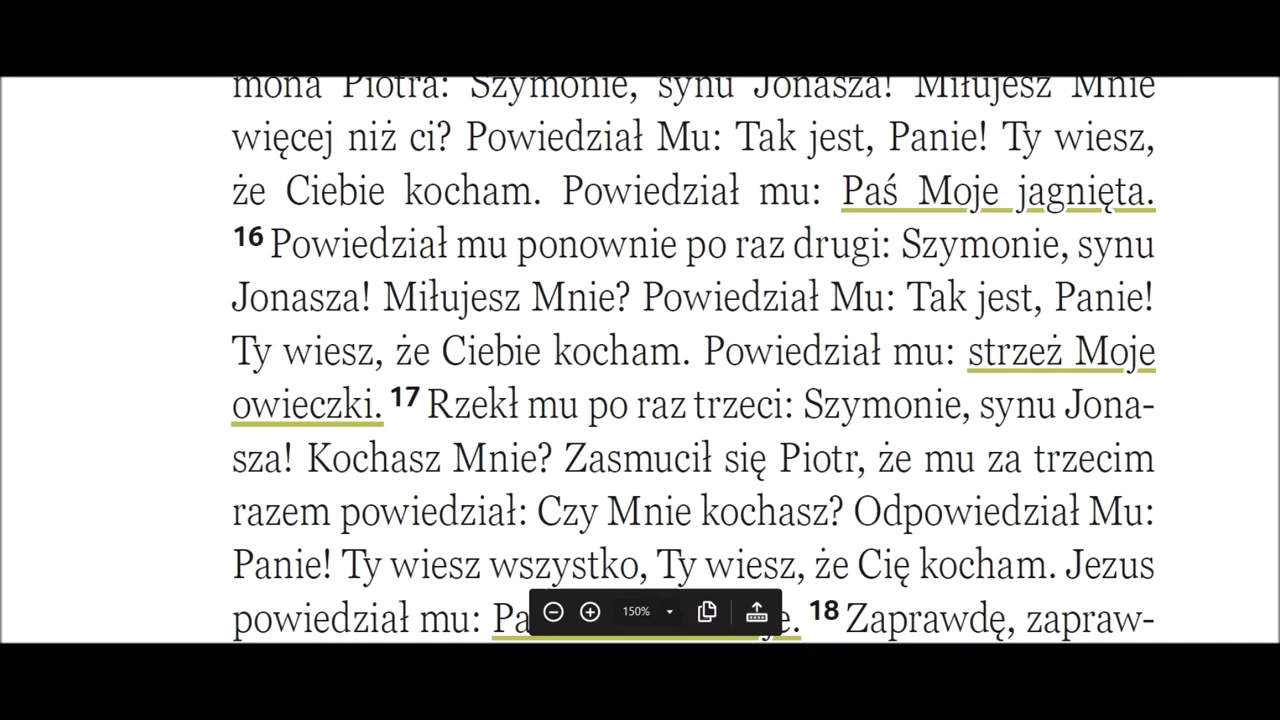 mona Piotra: Szymonie, synu Jonasza! Miłujesz Mnie
więcej niż ci? Powiedział Mu: Tak jest, Panie! Ty wiesz,
że Ciebie kocham. Powiedział mu: Paś Moje jagnięta.
16 Powiedział mu ponownie po raz drugi: Szymonie, synu
Jonasza! Miłujesz Mnie? Powiedział Mu: Tak jest, Panie!
Ty wiesz, że Ciebie kocham. Powiedział mu: strzeż Moje
owieczki. 17 Rzekł mu po raz trzeci: Szymonie, synu Jona-
sza! Kochasz Mnie? Zasmucił się Piotr, że mu za trzecim
razem powiedział: Czy Mnie kochasz? Odpowiedział Mu:
Panie! Ty wiesz wszystko, Ty wiesz, że Cię kocham. Jezus
powiedział mu: 18 Zaprawdę, zapraw-
150%